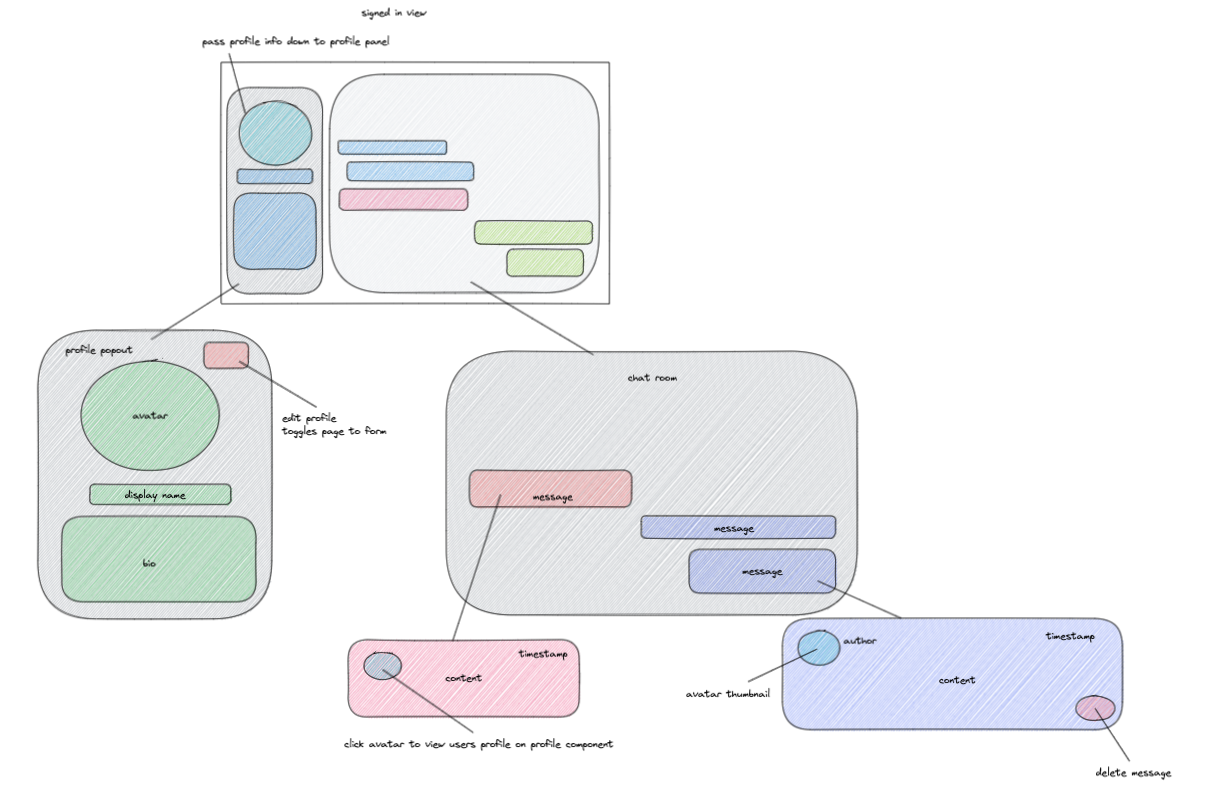 signed in view
pass profile info down to profile panel
profile popout
avatar
edit profile
toggles page to form
display name
bio
chat room
message
message
message
timestamp
content
click avatar to view users profile on profile component
author
timestamp
content
avatar thumbnail
delete message